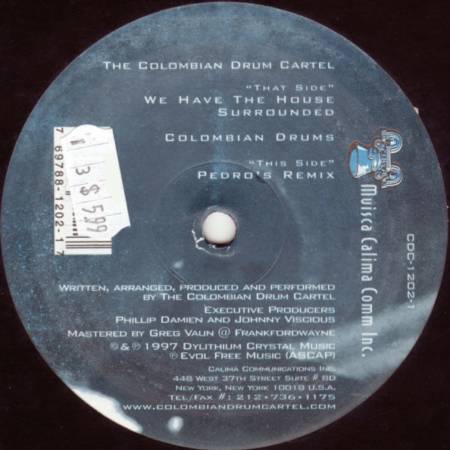 The Colombian Drum Cartel
"That Side"
We Have The House
Surrounded
Colombian Drums
"This Side"
Pedro's Remix
7 69788-1202-1 7
3 $ 5.99
Muisca Calima Comm Inc.
CDC-1202-1
Written, arranged, produced and performed
by The Colombian Drum Cartel
Executive Producers
Phillip Damien and Johnny Viscious
Mastered by Greg Vaun @ Frankfordwayne
© & ℗ 1997 Dylithium Crystal Music
℗ Evol Free Music (ASCAP)
Calima Communications Inc.
448 West 37th Street Suite # 8D
New York, New York 10018 U.S.A.
Tel/Fax #: 212•736•1175
www.colombiandrumcartel.com